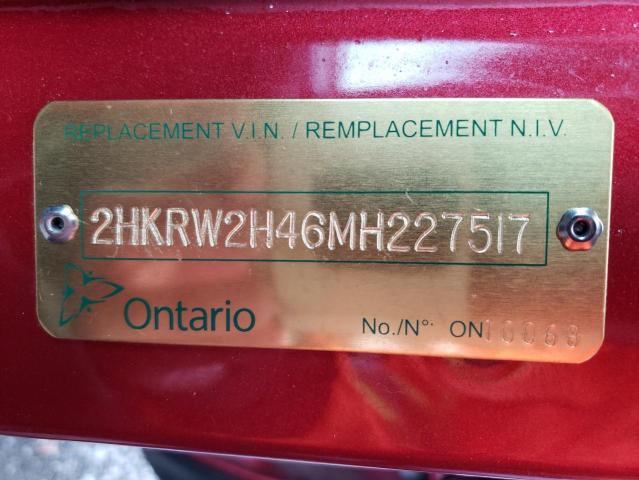 REPLACEMENT V.I.N. / REMPLACEMENT N.I.V.
2HKRW2H46MH227517
Ontario
No./N°. ON10068